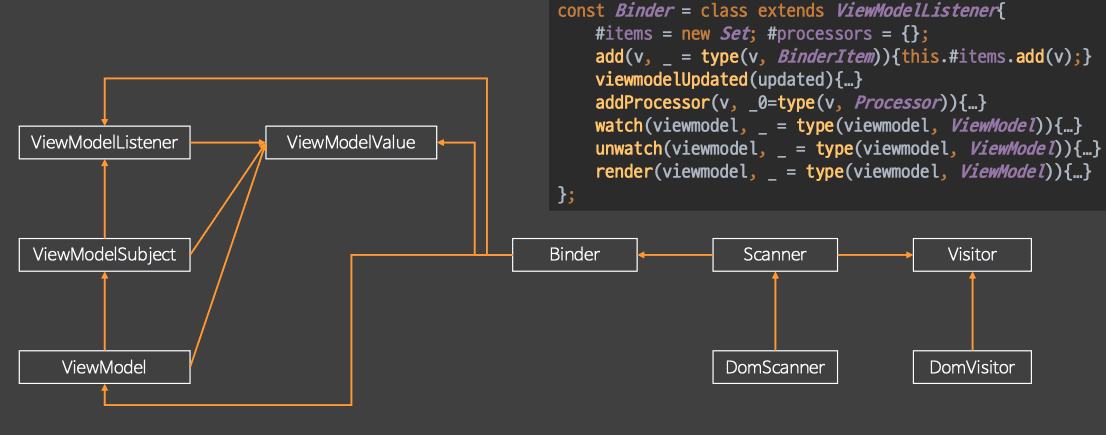 const Binder = class extends ViewModelListener{
#items = new Set; #processors = {};
add(v, _ = type(v, BinderItem)){this.#items.add(v);}
viewmodelUpdated(updated){…}
addProcessor(v, _0=type(v, Processor)){…}
watch(viewmodel, _ = type(viewmodel, ViewModel)){…}
unwatch(viewmodel, _ = type(viewmodel, ViewModel)){…}
render(viewmodel, _ = type(viewmodel, ViewModel)){…}
};
ViewModelListener
ViewModelValue
ViewModelSubject
Binder
Scanner
Visitor
ViewModel
DomScanner
DomVisitor